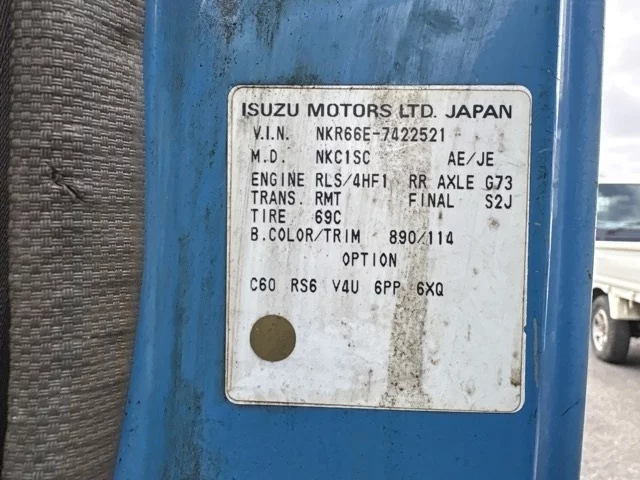 ISUZU MOTORS LTD. JAPAN
V.I.N. NKR66E-7422521
M.D. NKC1SC AE/JE
ENGINE RLS/4HF1 RR AXLE G73
TRANS. RMT FINAL S2J
TIRE 69C
B.COLOR/TRIM 890/114
OPTION
C60 RS6 V4U 6PP 6XQ